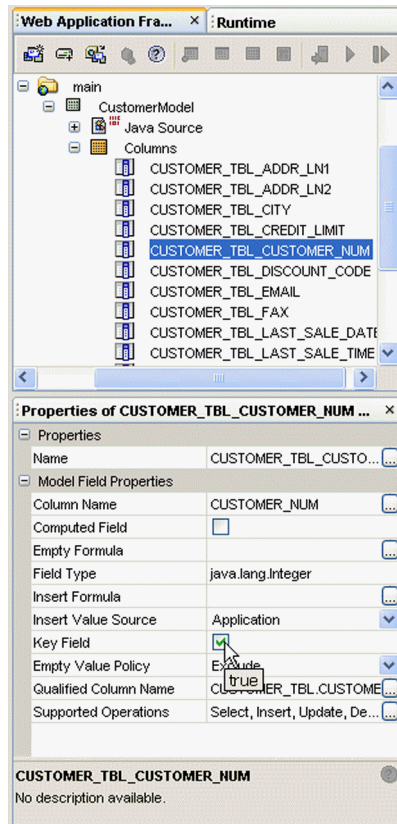 Web Application Fra... × Runtime
main
CustomerModel
Java Source
Columns
CUSTOMER_TBL_ADDR_LN1
CUSTOMER_TBL_ADDR_LN2
CUSTOMER_TBL_CITY
CUSTOMER_TBL_CREDIT_LIMIT
CUSTOMER_TBL_CUSTOMER_NUM
CUSTOMER_TBL_DISCOUNT_CODE
CUSTOMER_TBL_EMAIL
CUSTOMER_TBL_FAX
CUSTOMER_TBL_LAST_SALE_DATE
CUSTOMER_TBL_LAST_SALE_TIME
Properties of CUSTOMER_TBL_CUSTOMER_NUM ... ×
Properties
Name CUSTOMER_TBL_CUSTO... ...
Model Field Properties
Column Name CUSTOMER_NUM ...
Computed Field
Empty Formula ...
Field Type java.lang.Integer
Insert Formula ...
Insert Value Source Application
Key Field
Empty Value Policy
true
Qualified Column Name CUSTOMER_TBL.CUSTOME ...
Supported Operations Select, Insert, Update, De... ...
CUSTOMER_TBL_CUSTOMER_NUM
No description available.